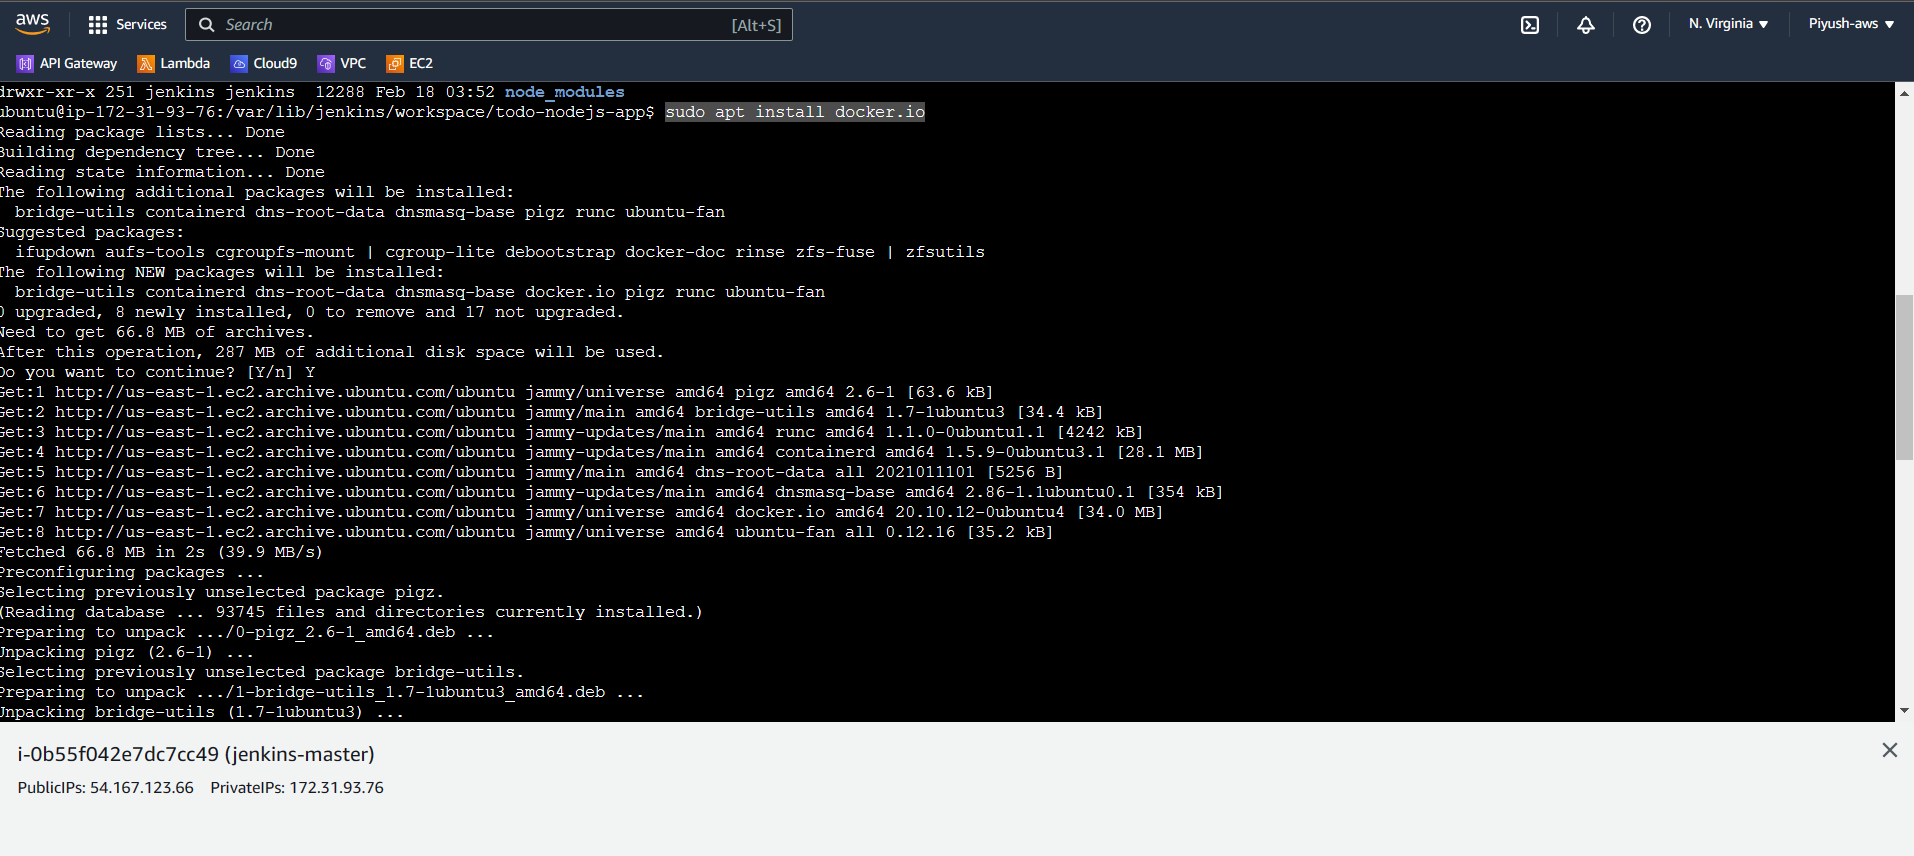 aws
Services
Search [Alt+S]
N. Virginia
Piyush-aws
API Gateway Lambda Cloud9 VPC EC2
drwxr-xr-x 251 jenkins jenkins 12288 Feb 18 03:52 node_modules
ubuntu@ip-172-31-93-76:/var/lib/jenkins/workspace/todo-nodejs-app$ sudo apt install docker.io
Reading package lists... Done
Building dependency tree... Done
Reading state information... Done
The following additional packages will be installed:
bridge-utils containerd dns-root-data dnsmasq-base pigz runc ubuntu-fan
Suggested packages:
ifupdown aufs-tools cgroupfs-mount | cgroup-lite debootstrap docker-doc rinse zfs-fuse | zfsutils
The following NEW packages will be installed:
bridge-utils containerd dns-root-data dnsmasq-base docker.io pigz runc ubuntu-fan
0 upgraded, 8 newly installed, 0 to remove and 17 not upgraded.
Need to get 66.8 MB of archives.
After this operation, 287 MB of additional disk space will be used.
Do you want to continue? [Y/n] Y
Get:1 http://us-east-1.ec2.archive.ubuntu.com/ubuntu jammy/universe amd64 pigz amd64 2.6-1 [63.6 kB]
Get:2 http://us-east-1.ec2.archive.ubuntu.com/ubuntu jammy/main amd64 bridge-utils amd64 1.7-1ubuntu3 [34.4 kB]
Get:3 http://us-east-1.ec2.archive.ubuntu.com/ubuntu jammy-updates/main amd64 runc amd64 1.1.0-0ubuntu1.1 [4242 kB]
Get:4 http://us-east-1.ec2.archive.ubuntu.com/ubuntu jammy-updates/main amd64 containerd amd64 1.5.9-0ubuntu3.1 [28.1 MB]
Get:5 http://us-east-1.ec2.archive.ubuntu.com/ubuntu jammy/main amd64 dns-root-data all 2021011101 [5256 B]
Get:6 http://us-east-1.ec2.archive.ubuntu.com/ubuntu jammy-updates/main amd64 dnsmasq-base amd64 2.86-1.1ubuntu0.1 [354 kB]
Get:7 http://us-east-1.ec2.archive.ubuntu.com/ubuntu jammy/universe amd64 docker.io amd64 20.10.12-0ubuntu4 [34.0 MB]
Get:8 http://us-east-1.ec2.archive.ubuntu.com/ubuntu jammy/universe amd64 ubuntu-fan all 0.12.16 [35.2 kB]
Fetched 66.8 MB in 2s (39.9 MB/s)
Preconfiguring packages ...
Selecting previously unselected package pigz.
(Reading database ... 93745 files and directories currently installed.)
Preparing to unpack .../0-pigz_2.6-1_amd64.deb ...
Unpacking pigz (2.6-1) ...
Selecting previously unselected package bridge-utils.
Preparing to unpack .../1-bridge-utils_1.7-1ubuntu3_amd64.deb ...
Unpacking bridge-utils (1.7-1ubuntu3) ...
i-0b55f042e7dc7cc49 (jenkins-master)
PublicIPs: 54.167.123.66 PrivateIPs: 172.31.93.76